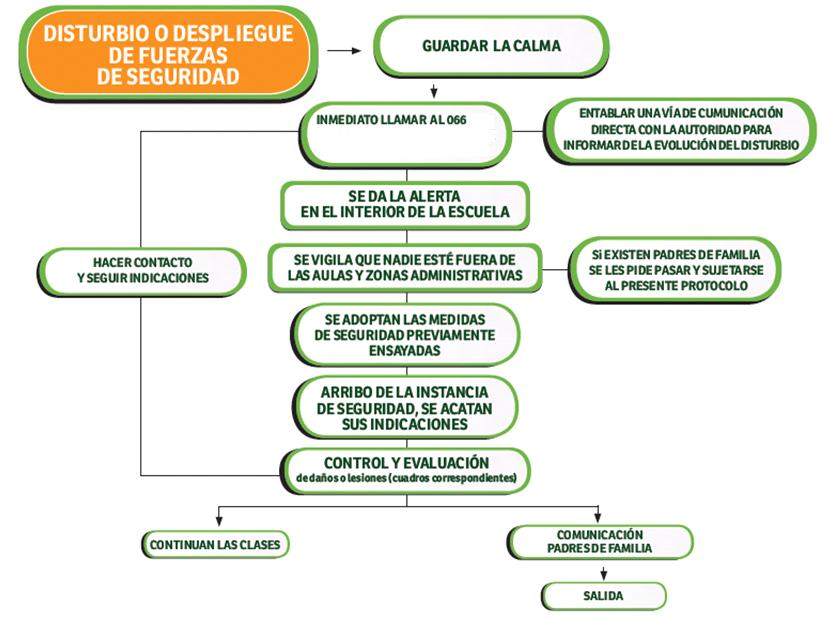 DISTURBIO O DESPLIEGUE
DE FUERZAS
DE SEGURIDAD
GUARDAR LA CALMA
INMEDIATO LLAMAR AL 066
ENTABLAR UNA VÍA DE CUMUNICACIÓN
DIRECTA CON LA AUTORIDAD PARA
INFORMAR DE LA EVOLUCIÓN DEL DISTURBIO
SE DA LA ALERTA
EN EL INTERIOR DE LA ESCUELA
HACER CONTACTO
Y SEGUIR INDICACIONES
SE VIGILA QUE NADIE ESTÉ FUERA DE
LAS AULAS Y ZONAS ADMINISTRATIVAS
Si EXISTEN PADRES DE FAMILIA
SE LES PIDE PASAR Y SUJETARSE
AL PRESENTE PROTOCOLO
SE ADOPTAN LAS MEDIDAS
DE SEGURIDAD PREVIAMENTE
ENSAYADAS
ARRIBO DE LA INSTANCIA
DE SEGURIDAD, SE ACATAN
SUS INDICACIONES
CONTROL Y EVALUACIÓN
de daños o lesiones (cuadros correspondientes)
CONTINUAN LAS CLASES
COMUNICACIÓN
PADRES DE FAMILIA
SALIDA